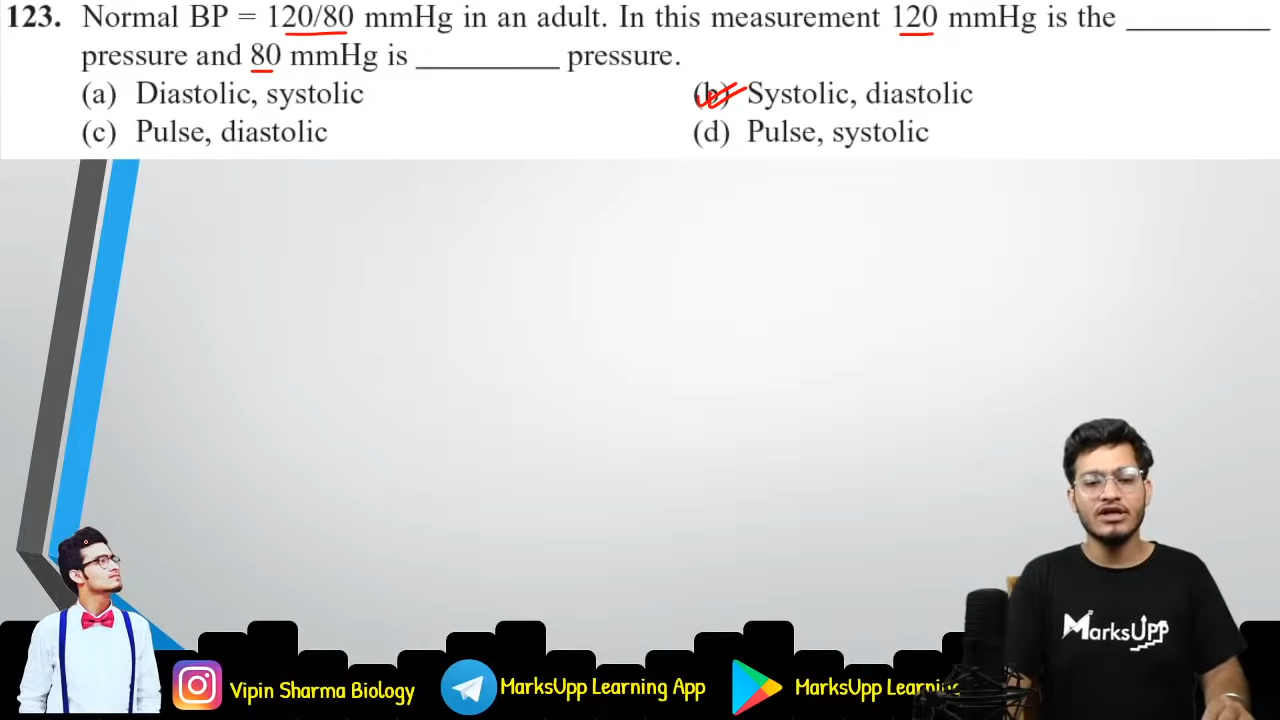 123. Normal BP = 120/80 mmHg in an adult. In this measurement 120 mmHg is the __________
pressure and 80 mmHg is __________ pressure.
(a) Diastolic, systolic
(b) Systolic, diastolic
(c) Pulse, diastolic
(d) Pulse, systolic
MarksUPP
Vipin Sharma Biology
MarksUpp Learning App
MarksUpp Learning